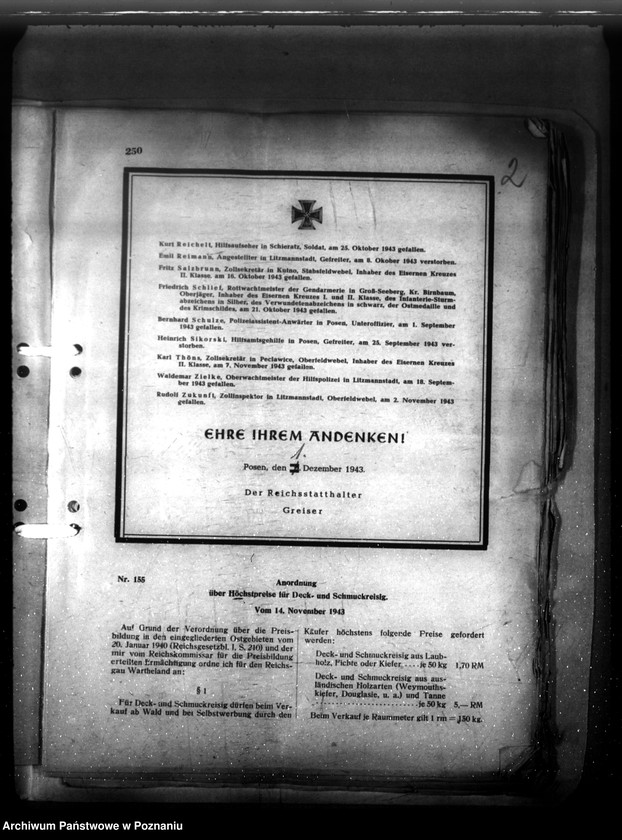 250
2
Kurt Reichelt, Hilfsaufseher in Schieratz, Soldat, am 25. Oktober 1943 gefallen.
Emil Reimann, Angestellter in Litzmannstadt, Gefreiter, am 8. Okober 1943 verstorben.
Fritz Salzbrunn, Zollsekretär in Kutno, Stabsfeldwebel, Inhaber des Eisernen Kreuzes
II. Klasse, am 16. Oktober 1943 gefallen.
Friedrich Schlief, Rottwachtmeister der Gendarmerie in Groß-Seeberg, Kr. Birnbaum,
Oberjäger, Inhaber des Eisernen Kreuzes I. und II. Klasse, des Infanterie-Sturm-
abzeichens in Silber, des Verwundetenabzeichens in schwarz, der Ostmedaille und
des Krimschildes, am 21. Oktober 1943 gefallen.
Bernhard Schulze, Polizeiassistent-Anwärter in Posen, Unteroffizier, am 1. September
1943 gefallen.
Heinrich Sikorski, Hilfsamtsgehilfe in Posen, Gefreiter, am 25. September 1943 ver-
storben.
Karl Thöns, Zollsekretär in Peclawice, Oberfeldwebel, Inhaber des Eisernen Kreuzes
II. Klasse, am 7. November 1943 gefallen.
Waldemar Zielke, Oberwachtmeister der Hilfspolizei in Litzmannstadt, am 18. Septem-
ber 1943 gefallen.
Rudolf Zukunft, Zollinspektor in Litzmannstadt, Oberfeldwebel, am 2. November 1943
gefallen.
EHRE IHREM ANDENKEN!
1.
Posen, den Dezember 1943.
Der Reichsstatthalter
Greiser
Nr. 155
Anordnung
über Höchstpreise für Deck- und Schmuckreisig.
Vom 14. November 1943
Auf Grund der Verordnung über die Preis-
bildung in den eingegliederten Ostgebieten vom
20. Januar 1940 (Reichsgesetzbl. I. S. 210) und der
mir vom Reichskommissar für die Preisbildung
erteilten Ermächtigung ordne ich für den Reichs-
gau Wartheland an:
§ 1
Für Deck- und Schmuckreisig dürfen beim Ver-
kauf ab Wald und bei Selbstwerbung durch den
Käufer höchstens folgende Preise gefordert
werden:
Deck- und Schmuckreisig aus Laub-
holz, Fichte oder Kiefer, .... je 50 kg 1,70 RM
Deck- und Schmuckreisig aus aus-
ländischen Holzarten (Weymouths-
kiefer, Douglasie, u. a.) und Tanne
........................ je 50 kg 5,— RM
Beim Verkauf je Raummeter gilt 1 rm = 150 kg.
Archiwum Państwowe w Poznaniu